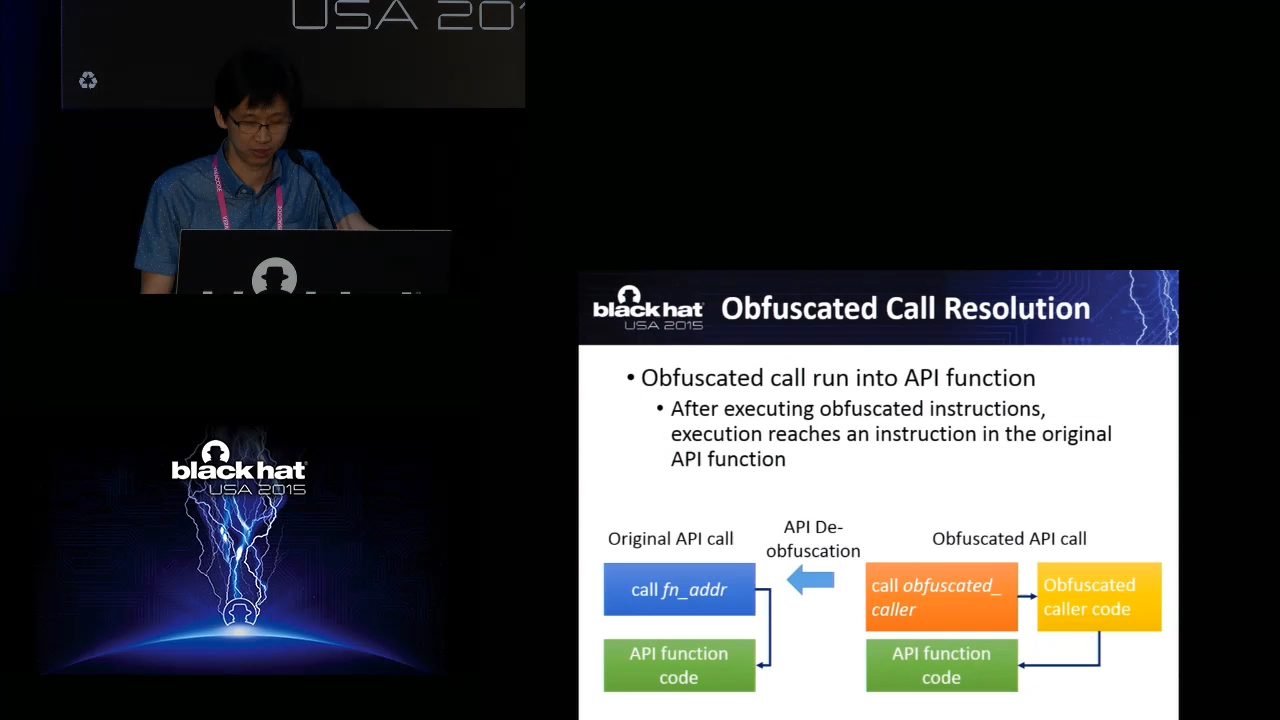 USA 20
black hat
USA 2015
Obfuscated Call Resolution
• Obfuscated call run into API function
• After executing obfuscated instructions,
execution reaches an instruction in the original
API function
Original API call
API De-
obfuscation
Obfuscated API call
call fn_addr
call obfuscated_
caller
Obfuscated
caller code
API function
code
API function
code
black hat
USA 2015